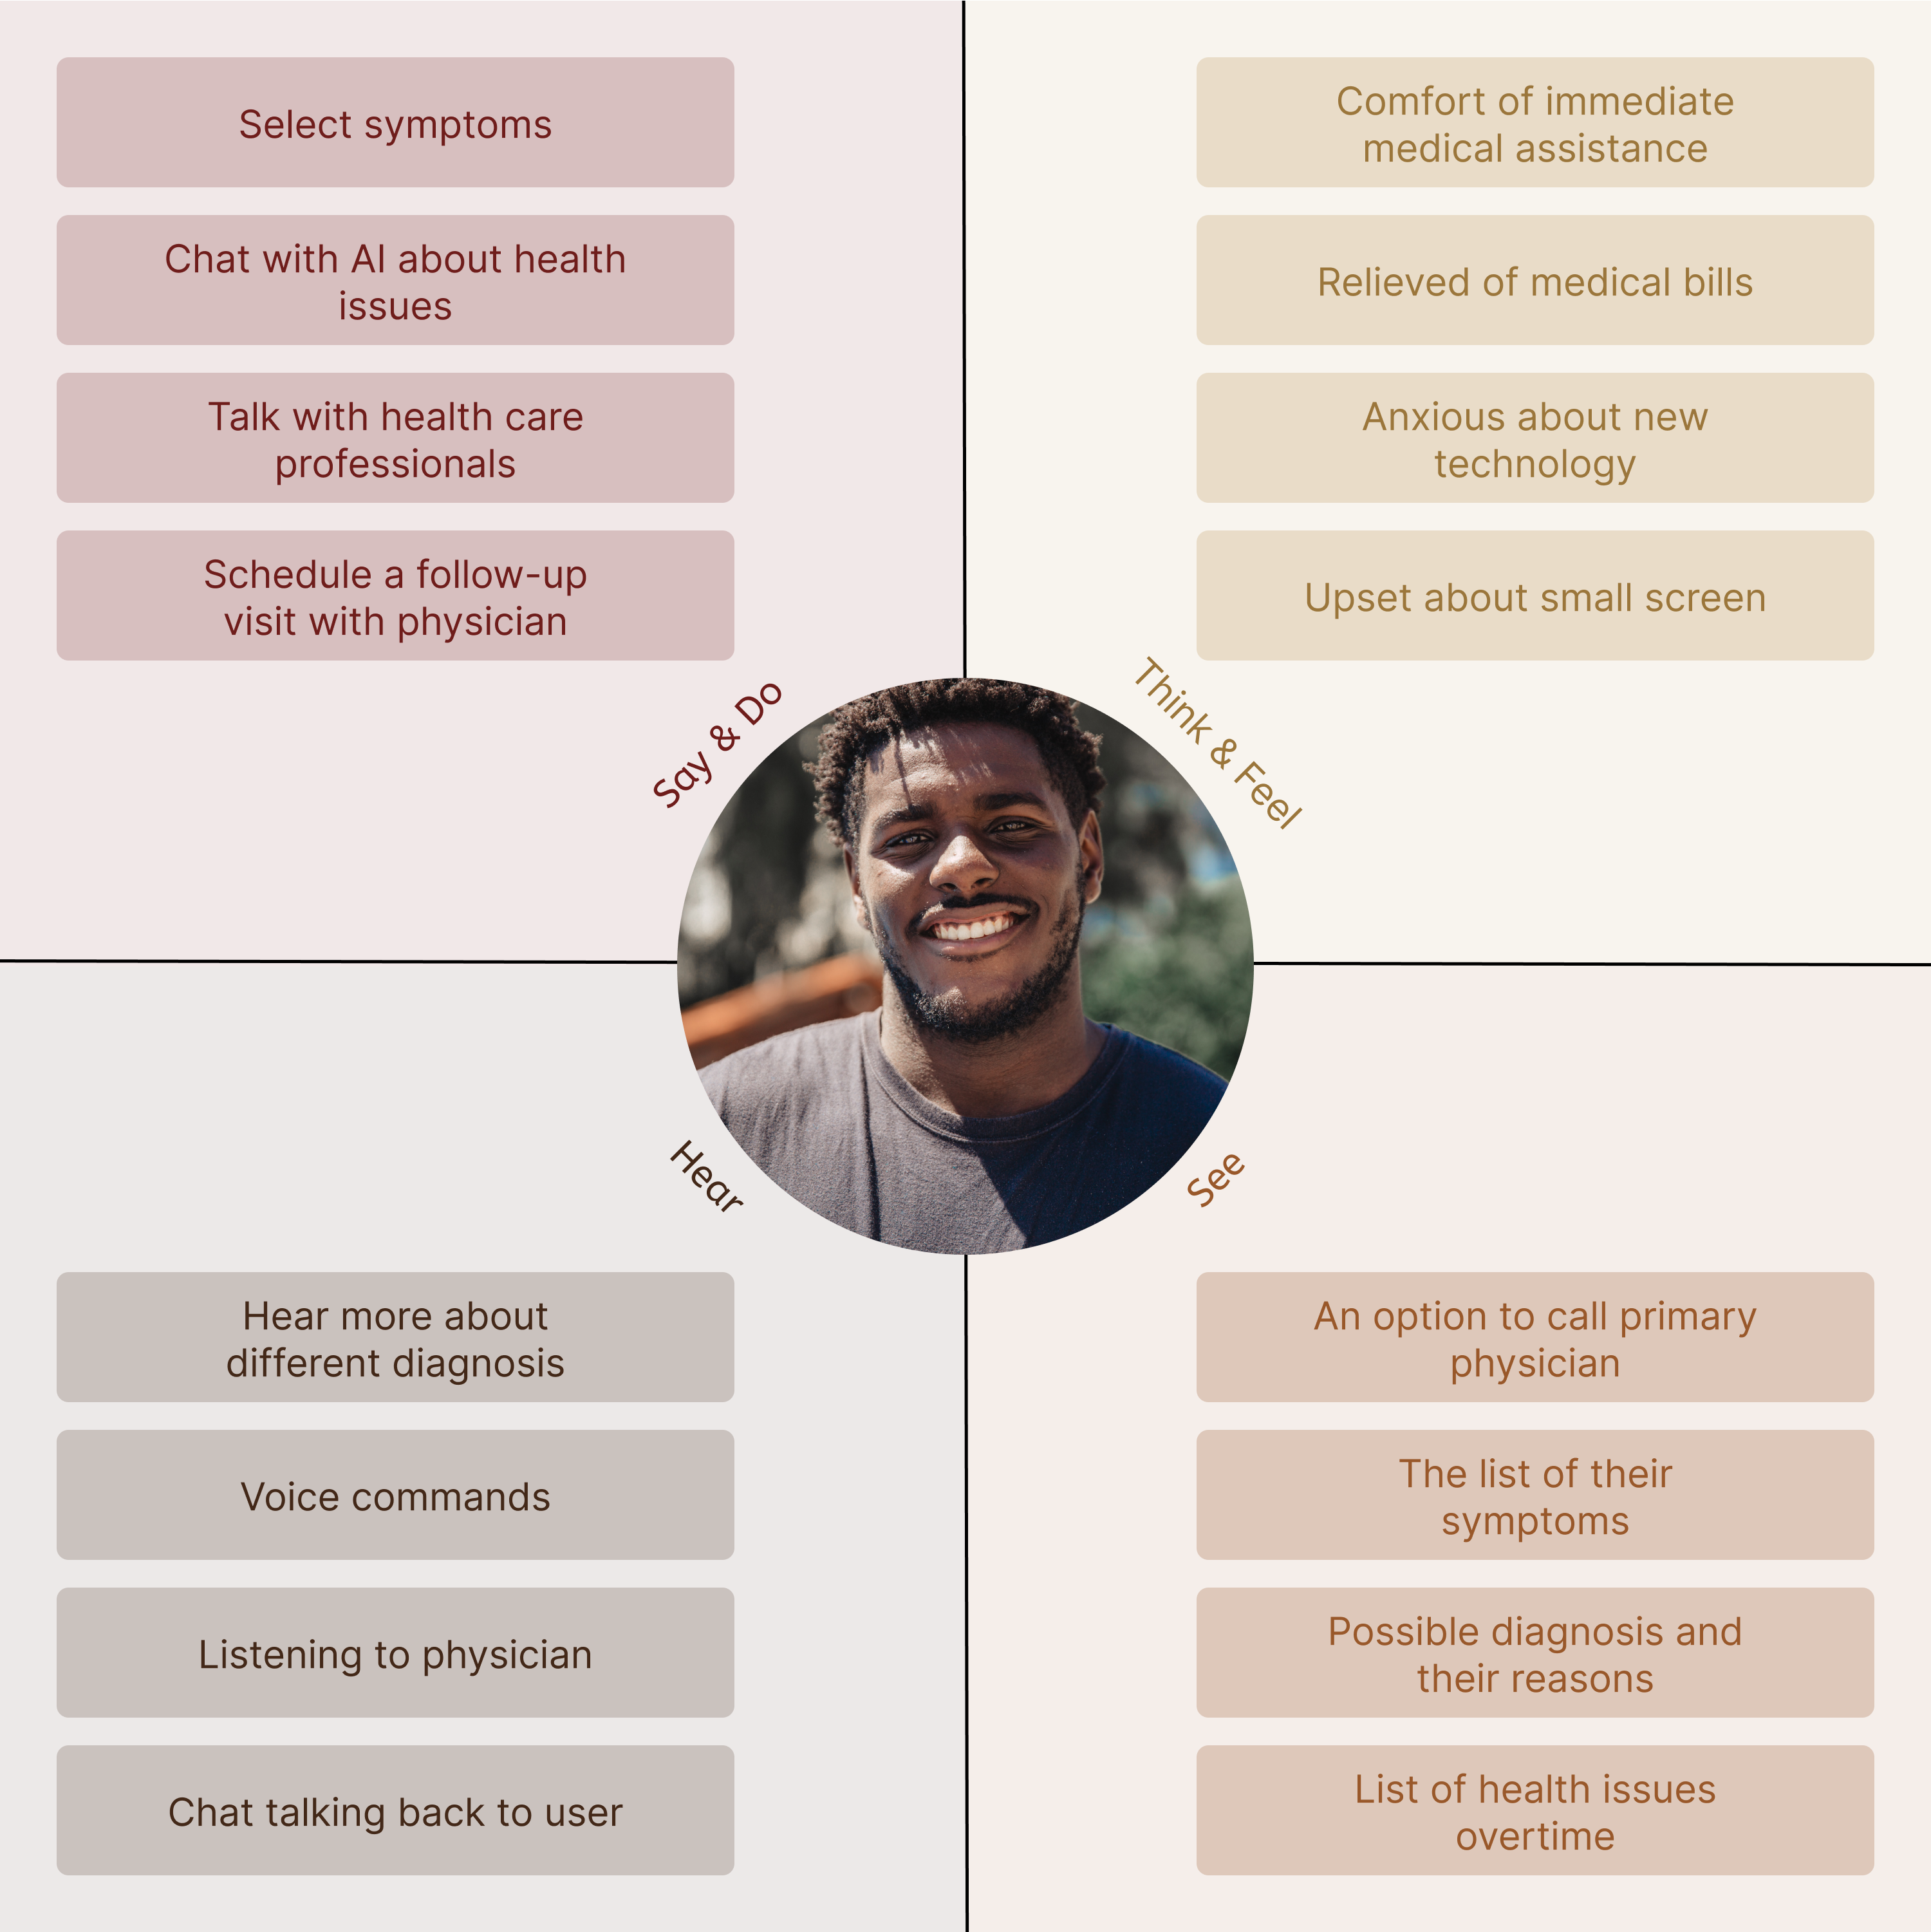 Select symptoms
Chat with AI about health
issues
Talk with health care
professionals
Schedule a follow-up
visit with physician
Say & Do
Comfort of immediate
medical assistance
Relieved of medical bills
Anxious about new
technology
Upset about small screen
Think & Feel
Hear
Hear more about
different diagnosis
Voice commands
Listening to physician
Chat talking back to user
See
An option to call primary
physician
The list of their
symptoms
Possible diagnosis and
their reasons
List of health issues
overtime